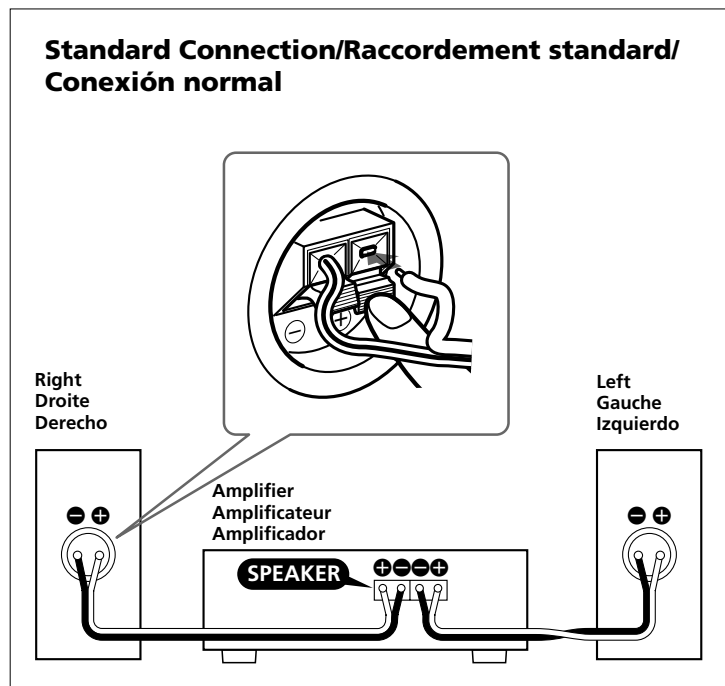 Standard Connection/Raccordement standard/
Conexión normal
− +
Right
Droite
Derecho
Left
Gauche
Izquierdo
− +
Amplifier
Amplificateur
Amplificador
− +
SPEAKER
+ − − +